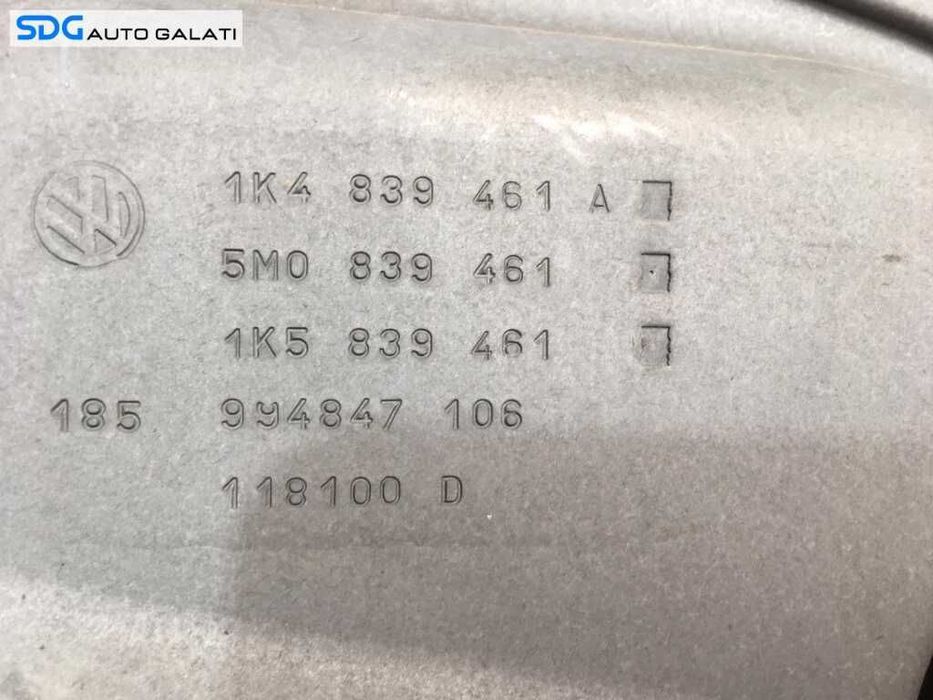 SDG AUTO GALATI
1K4 839 461 A
5M0 839 461
1K5 839 461
185 994847 106
118100 D